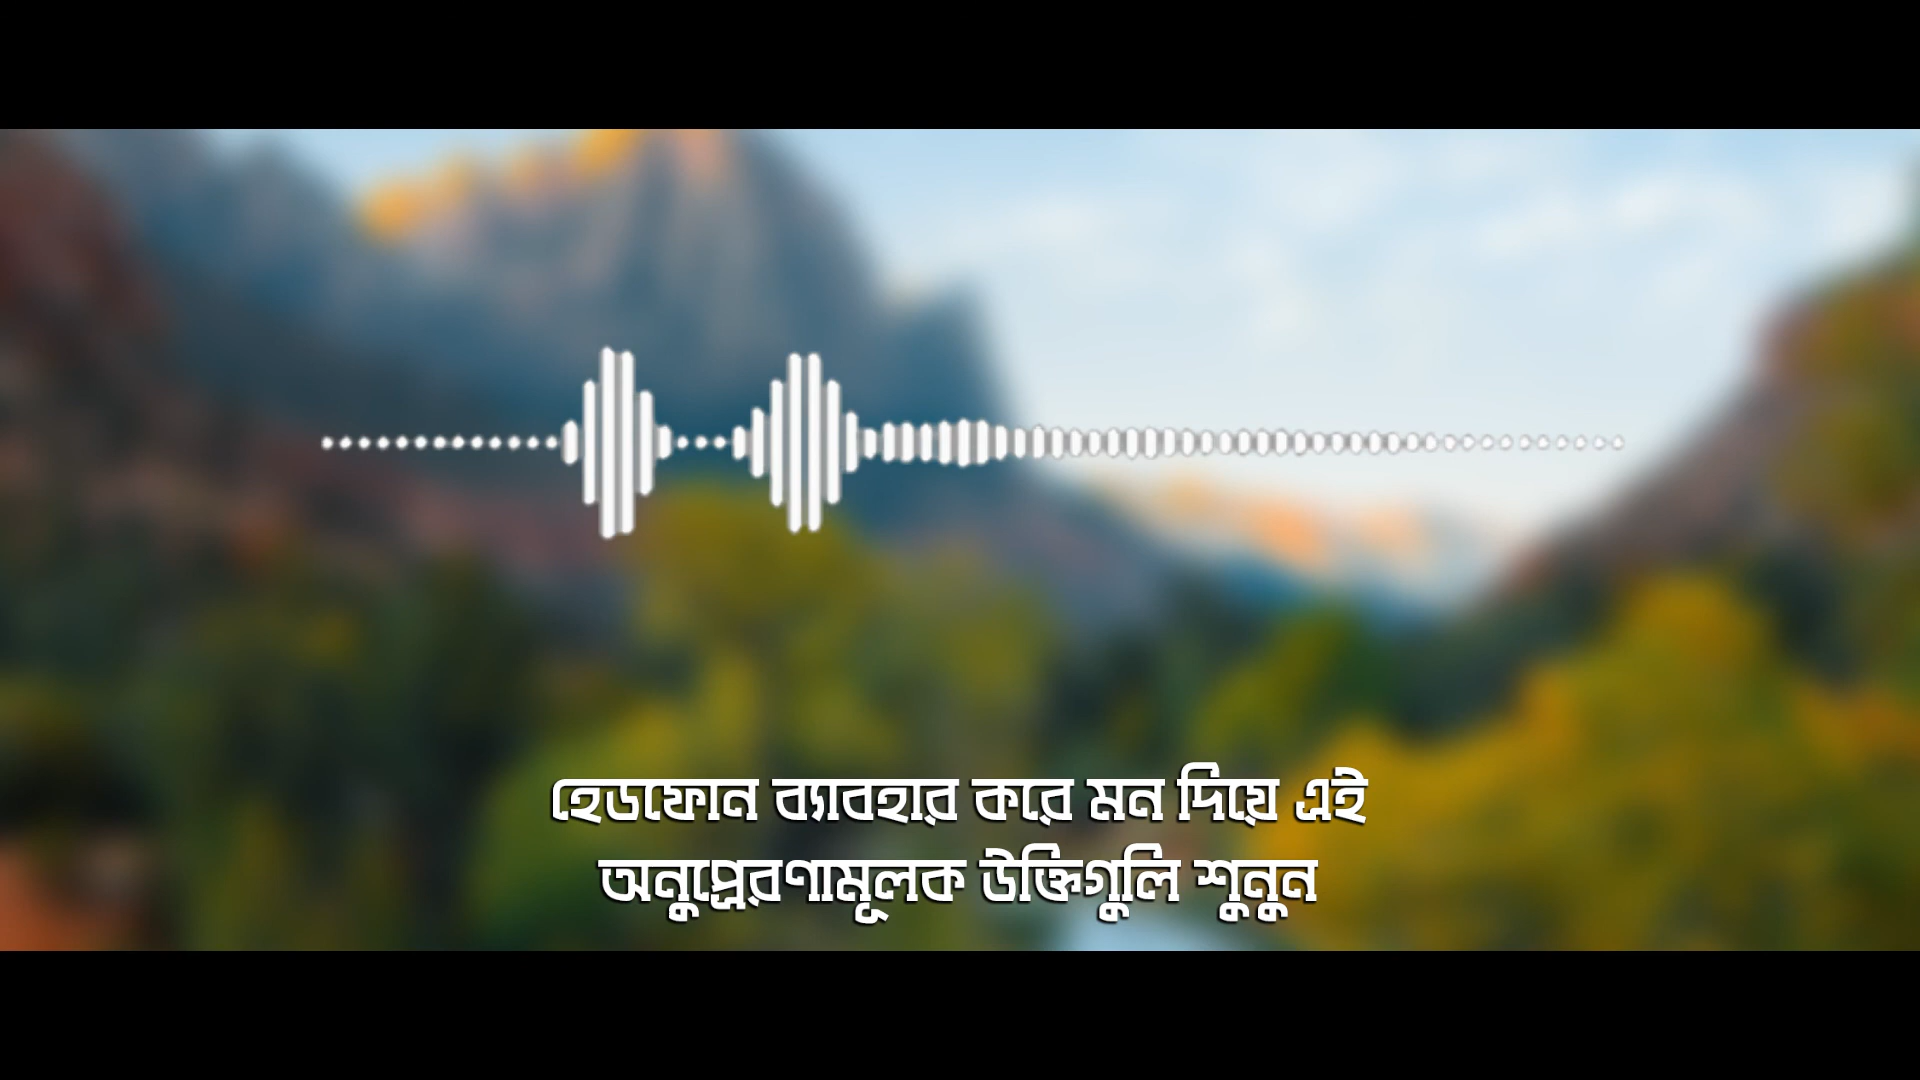 হেডফোন ব্যাবহার করে মন দিয়ে এই
অনুপ্রেরণামূলক উক্তিগুলি শুনুন